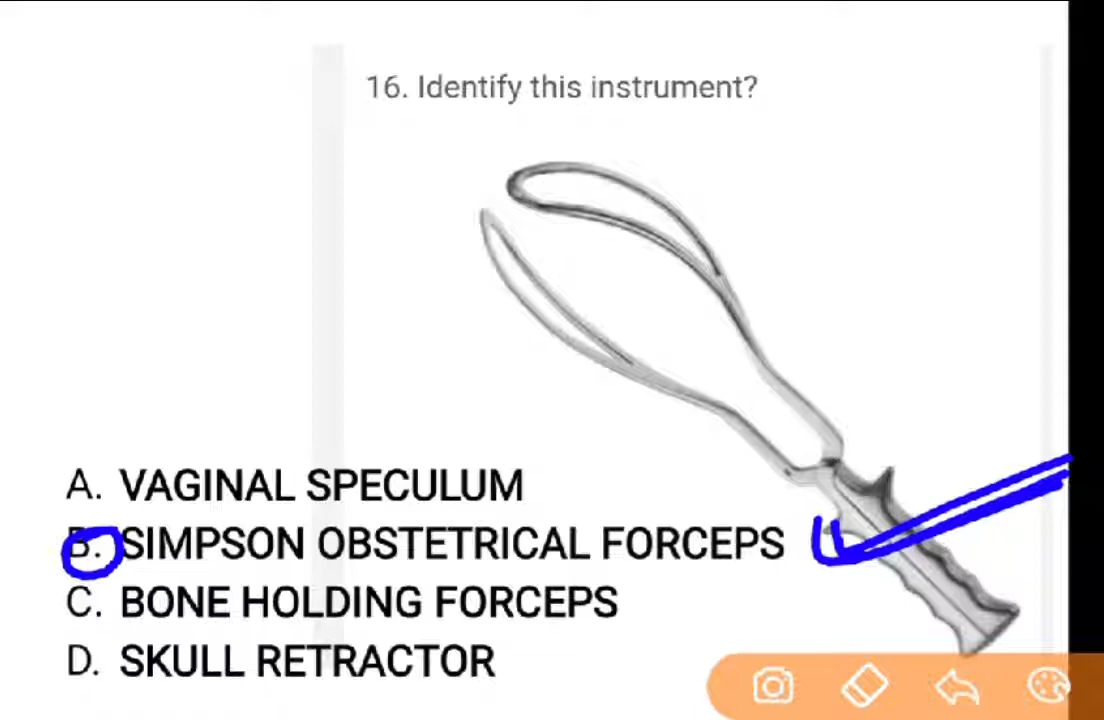 16. Identify this instrument?
A. VAGINAL SPECULUM
B. SIMPSON OBSTETRICAL FORCEPS
C. BONE HOLDING FORCEPS
D. SKULL RETRACTOR